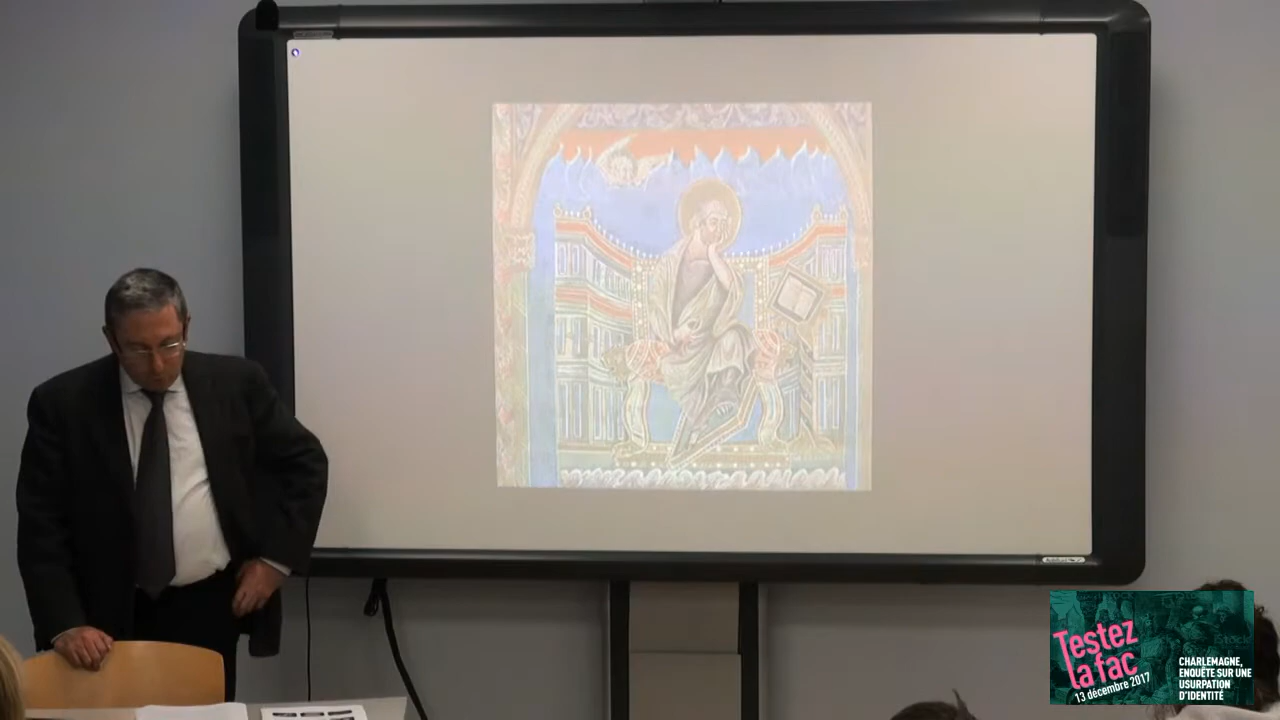 Testez
la fac
13 décembre 2017
CHARLEMAGNE,
ENQUÊTE SUR UNE
USURPATION
D'IDENTITÉ